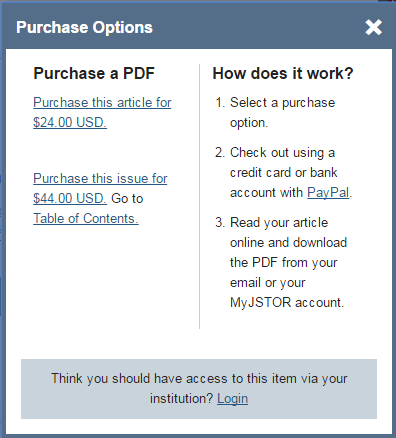 Purchase Options
Purchase a PDF
Purchase this article for
$24.00 USD.
Purchase this issue for
$44.00 USD. Go to
Table of Contents.
How does it work?
1. Select a purchase
option.
2. Check out using a
credit card or bank
account with PayPal.
3. Read your article
online and download
the PDF from your
email or your
MyJSTOR account.
Think you should have access to this item via your
institution? Login